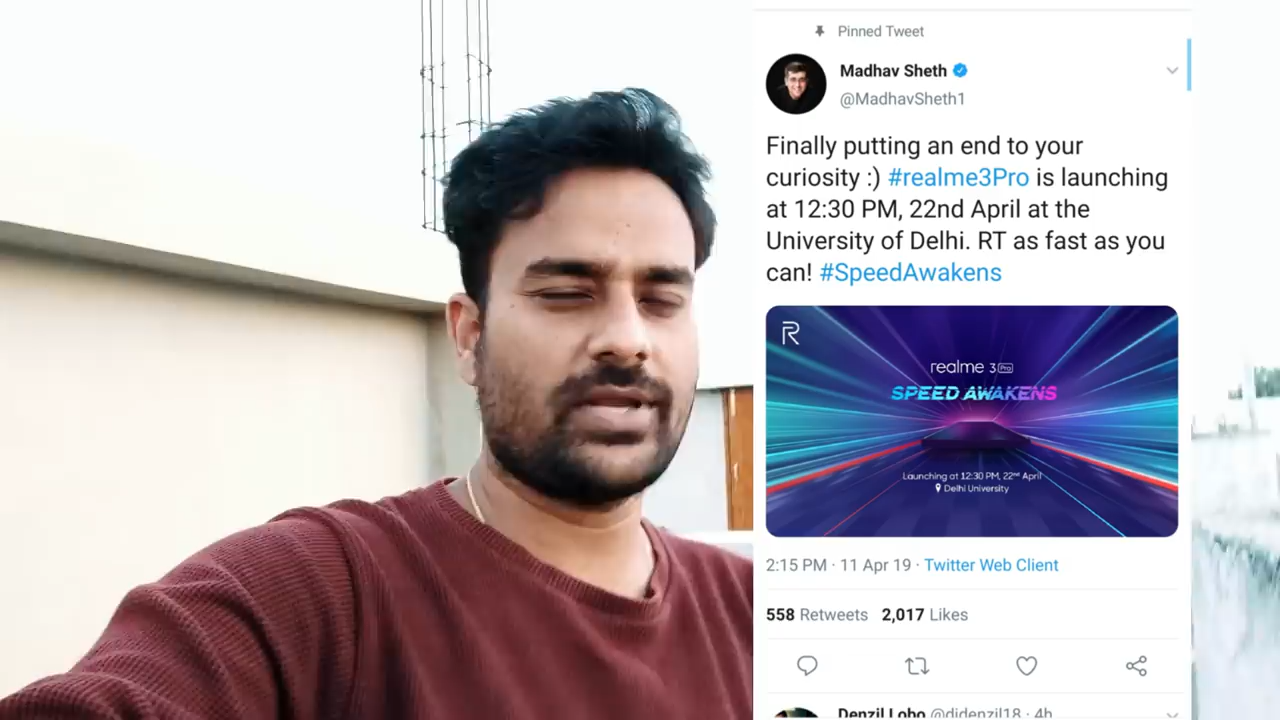 Pinned Tweet
Madhav Sheth
@MadhavSheth1
Finally putting an end to your
curiosity :) #realme3Pro is launching
at 12:30 PM, 22nd April at the
University of Delhi. RT as fast as you
can! #SpeedAwakens
R
realme 3 Pro
SPEED AWAKENS
Launching at 12:30 PM, 22nd April
Delhi University
2:15 PM · 11 Apr 19 · Twitter Web Client
558 Retweets 2,017 Likes
Denzil Lobo @didenzil18 · 4h